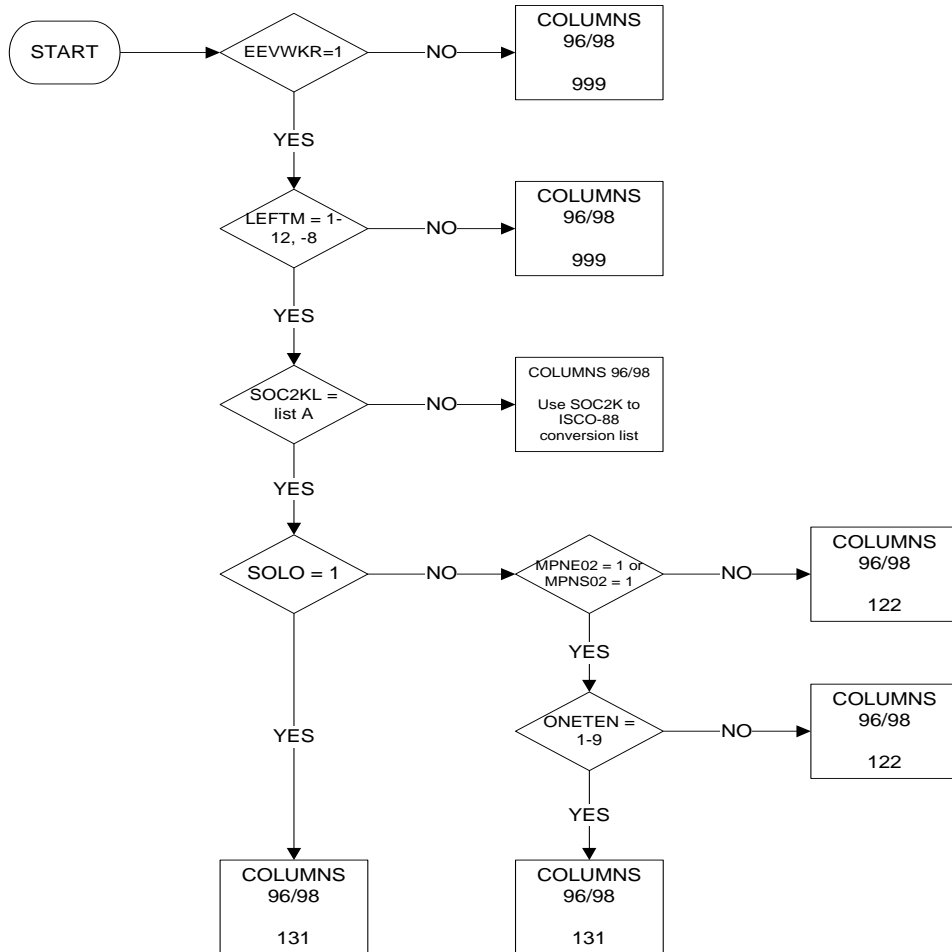 START
EEVWKR=1
NO
COLUMNS
96/98
999
YES
LEFTM = 1-
12, -8
NO
COLUMNS
96/98
999
YES
SOC2KL =
list A
NO
COLUMNS 96/98
Use SOC2K to
ISCO-88
conversion list
YES
SOLO = 1
NO
MPNE02 = 1 or
MPNS02 = 1
NO
COLUMNS
96/98
122
YES
YES
ONETEN =
1-9
NO
COLUMNS
96/98
122
YES
COLUMNS
96/98
131
COLUMNS
96/98
131